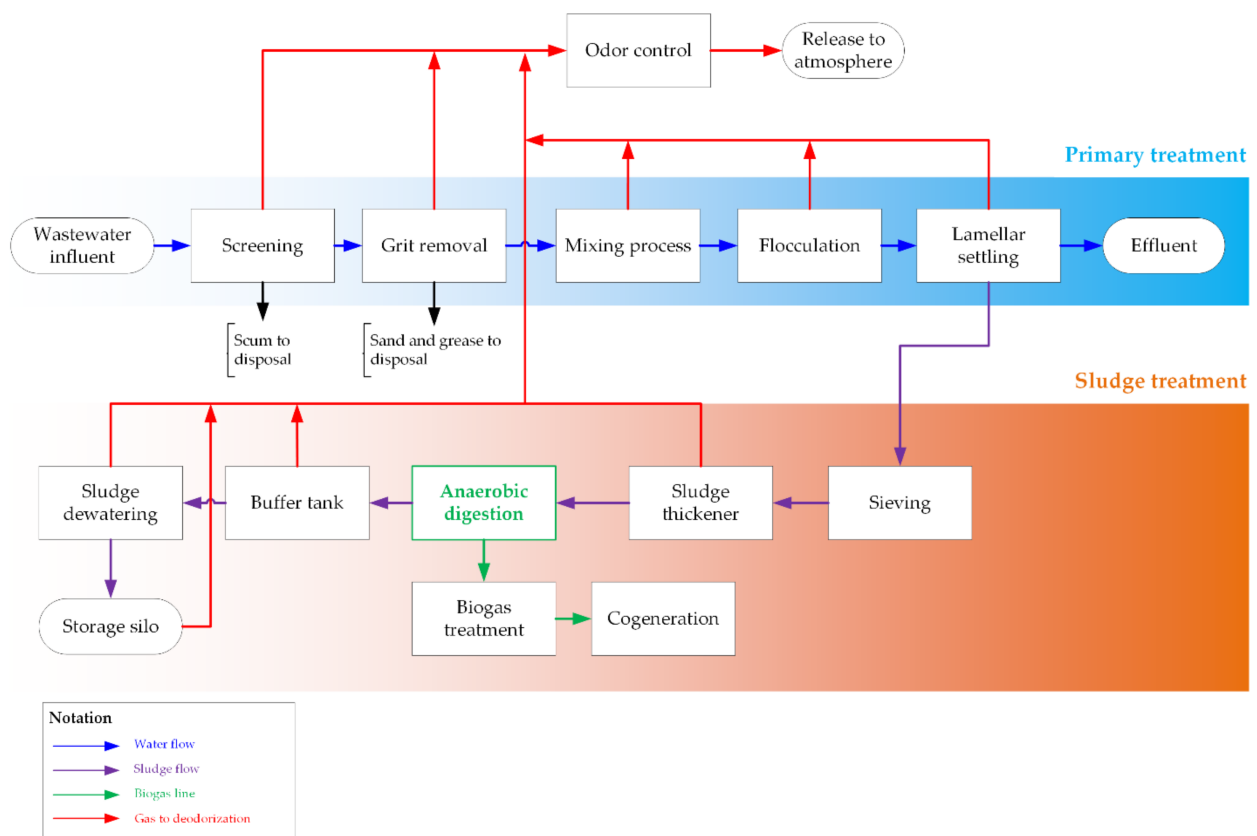 Odor control
Release to
atmosphere
Primary treatment
Wastewater
influent
Screening
Grit removal
Mixing process
Flocculation
Lamellar
settling
Effluent
Scum to
disposal
Sand and grease to
disposal
Sludge treatment
Sludge
dewatering
Buffer tank
Anaerobic
digestion
Sludge
thickener
Sieving
Storage silo
Biogas
treatment
Cogeneration
Notation
Water flow
Sludge flow
Biogas line
Gas to deodorization